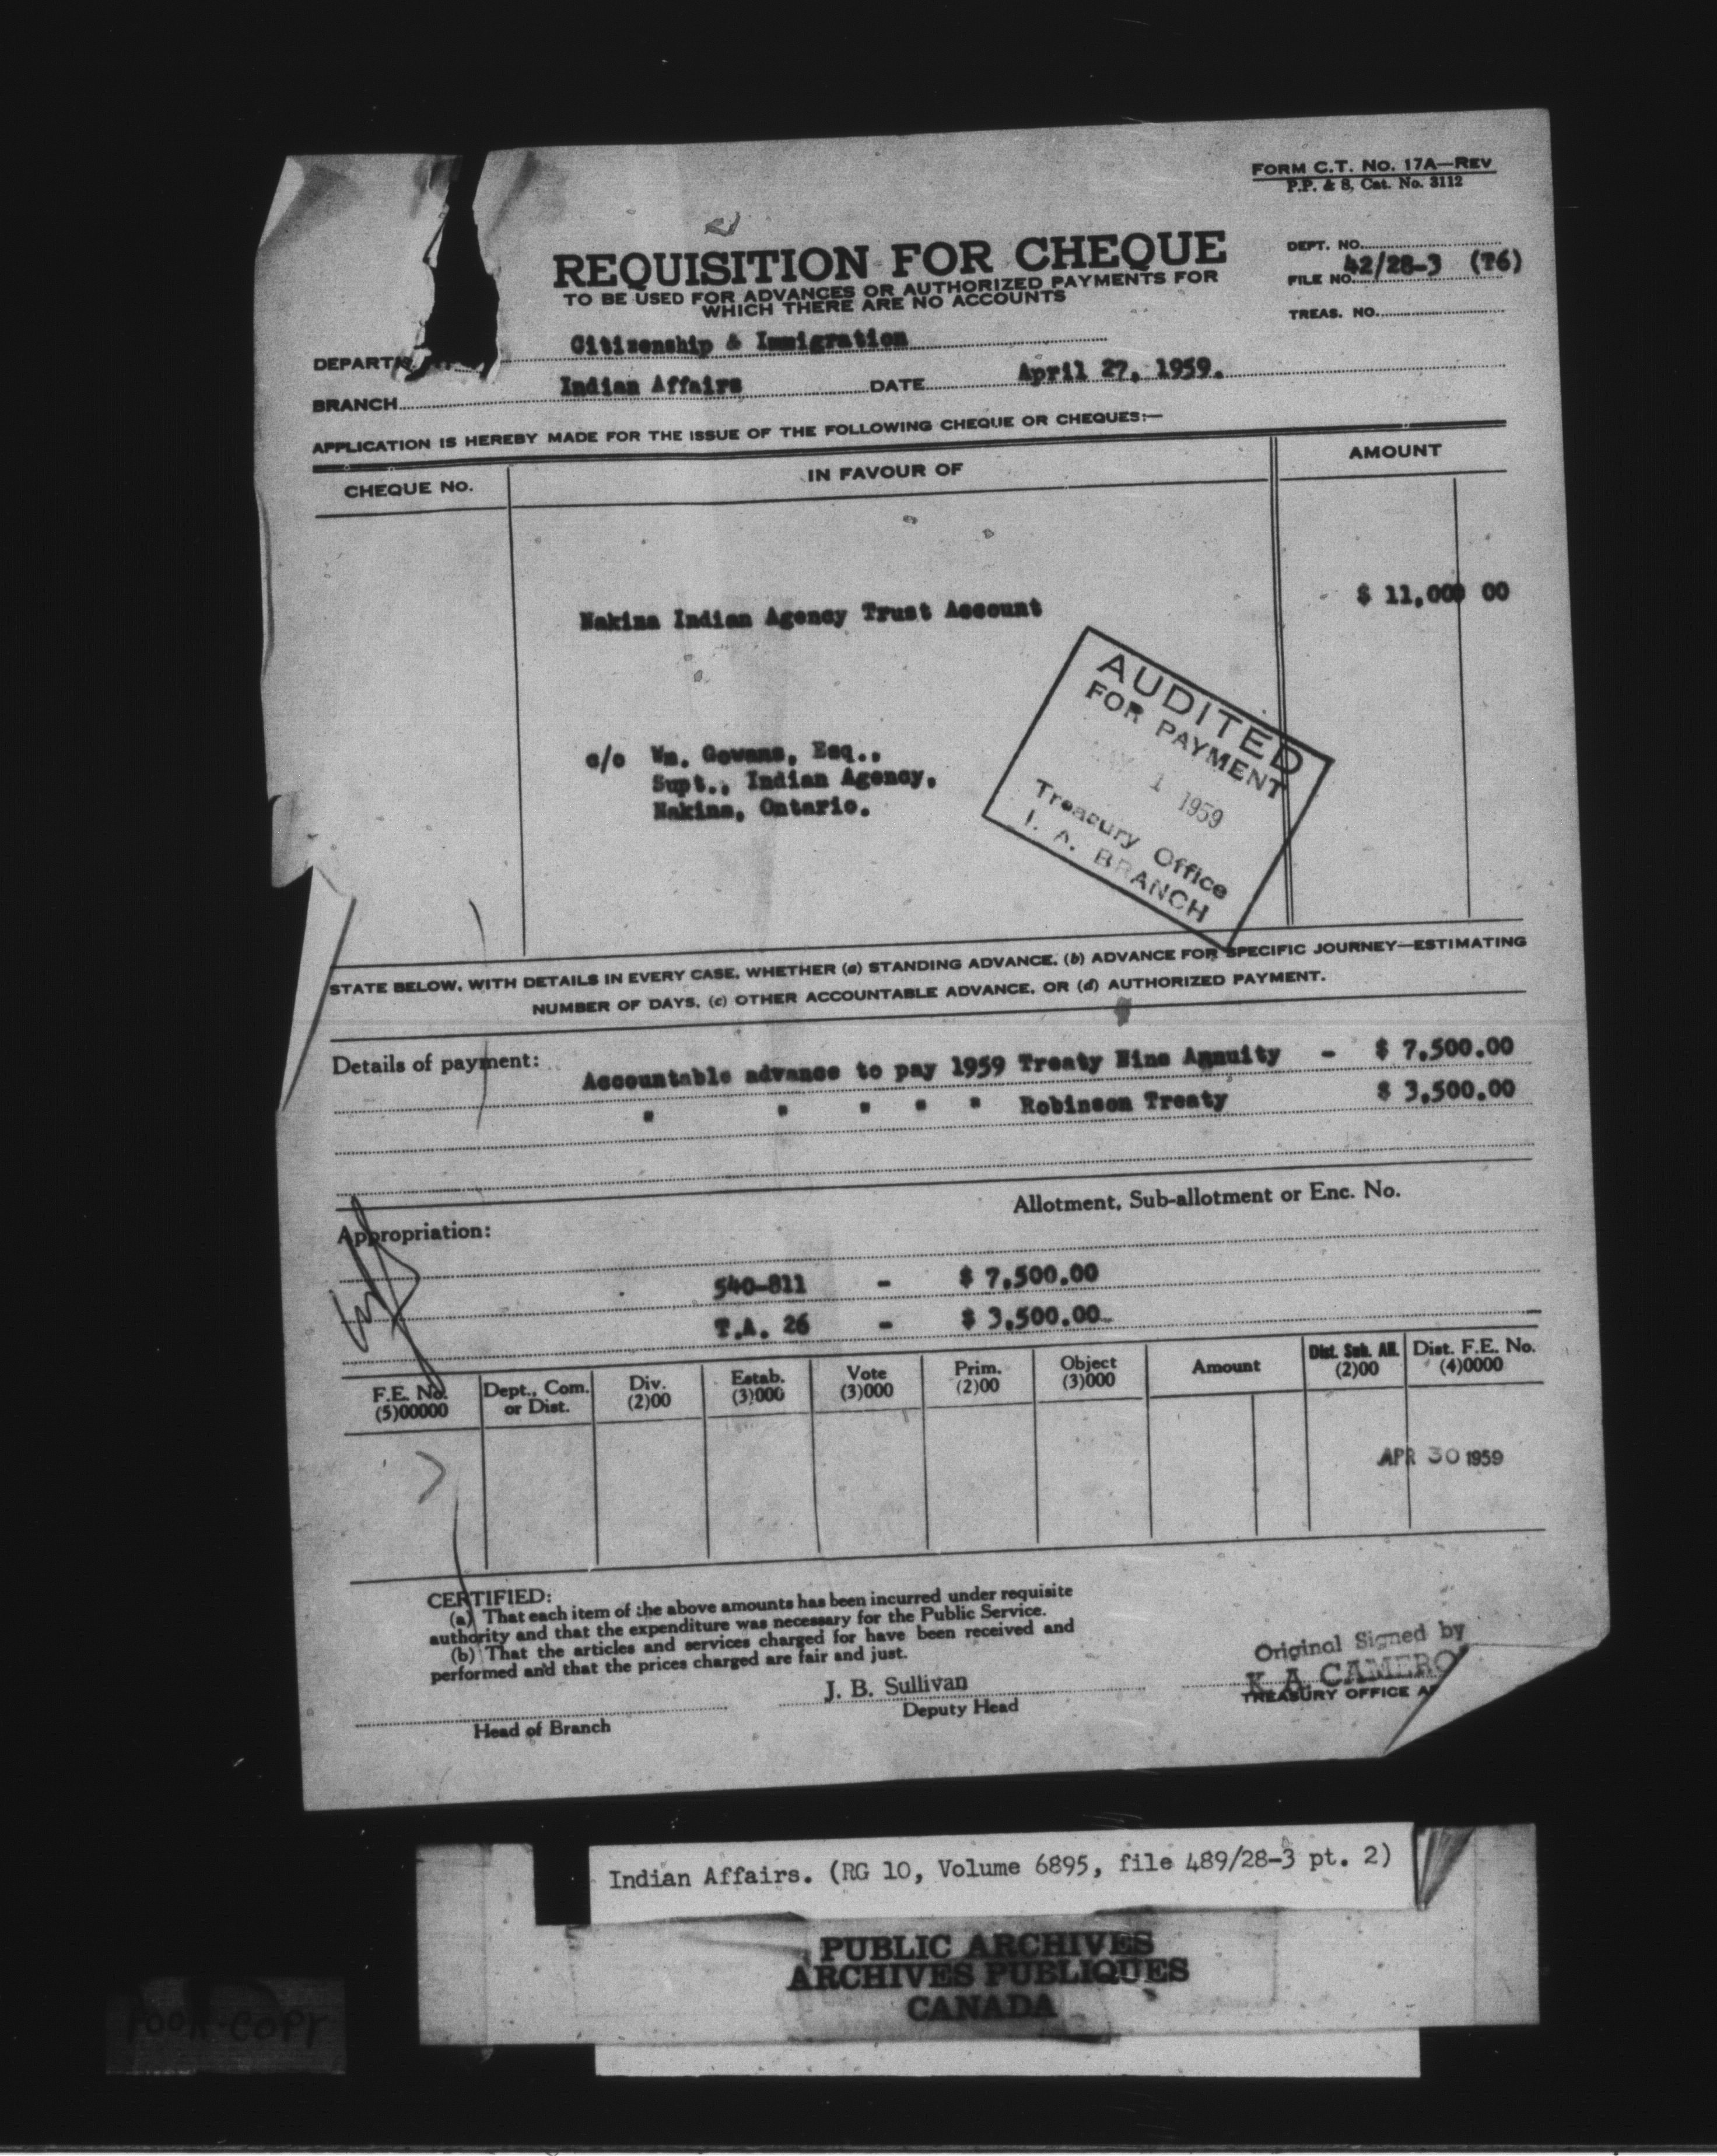 FORM C.T. No. 17A—REV
P.P. & S. Cat. No. 3112
REQUISITION FOR CHEQUE
TO BE USED FOR ADVANCES OR AUTHORIZED PAYMENTS FOR
WHICH THERE ARE NO ACCOUNTS
DEPT. NO.
FILE NO. 42/28-3 (T6)
TREAS. NO.
DEPARTM Citizenship & Immigration
BRANCH Indian Affairs DATE April 27, 1959.
APPLICATION IS HEREBY MADE FOR THE ISSUE OF THE FOLLOWING CHEQUE OR CHEQUES:—
CHEQUE NO. IN FAVOUR OF AMOUNT
Nakina Indian Agency Trust Account $ 11,000 00
c/o Wm. Gowans, Esq.,
Supt., Indian Agency,
Nakina, Ontario.
AUDITED
FOR PAYMENT
MAY 1 1959
Treasury Office
I. A. BRANCH
STATE BELOW, WITH DETAILS IN EVERY CASE, WHETHER (a) STANDING ADVANCE, (b) ADVANCE FOR SPECIFIC JOURNEY—ESTIMATING
NUMBER OF DAYS, (c) OTHER ACCOUNTABLE ADVANCE, OR (d) AUTHORIZED PAYMENT.
Details of payment: Accountable advance to pay 1959 Treaty Nine Annuity - $ 7,500.00
" " " " " Robinson Treaty $ 3,500.00
Allotment, Sub-allotment or Enc. No.
Appropriation:
540-811 - $ 7,500.00
T.A. 26 - $ 3,500.00
F.E. No. Dept., Com. Div. Estab. Vote Prim. Object Amount Dist. Sub. All. Dist. F.E. No.
(5)00000 or Dist. (2)00 (3)000 (3)000 (2)00 (3)000 (2)00 (4)0000
APR 30 1959
CERTIFIED:
(a) That each item of the above amounts has been incurred under requisite
authority and that the expenditure was necessary for the Public Service.
(b) That the articles and services charged for have been received and
performed and that the prices charged are fair and just.
J. B. Sullivan
Head of Branch
Deputy Head
Original Signed by
K. A. CAMERO
TREASURY OFFICE A
Indian Affairs. (RG 10, Volume 6895, file 489/28-3 pt. 2)
PUBLIC ARCHIVES
ARCHIVES PUBLIQUES
CANADA
POOR COPY